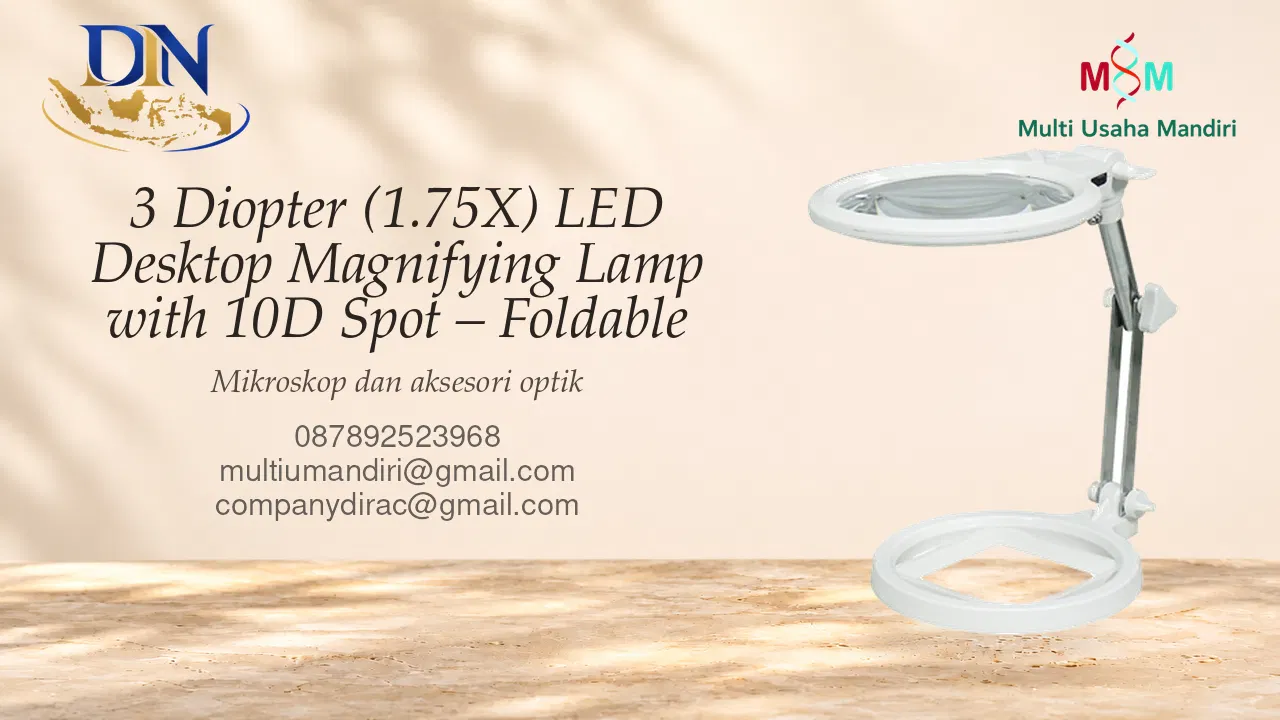 DIN
MSM
Multi Usaha Mandiri
3 Diopter (1.75X) LED
Desktop Magnifying Lamp
with 10D Spot – Foldable
Mikroskop dan aksesori optik
087892523968
multiumandiri@gmail.com
companydirac@gmail.com